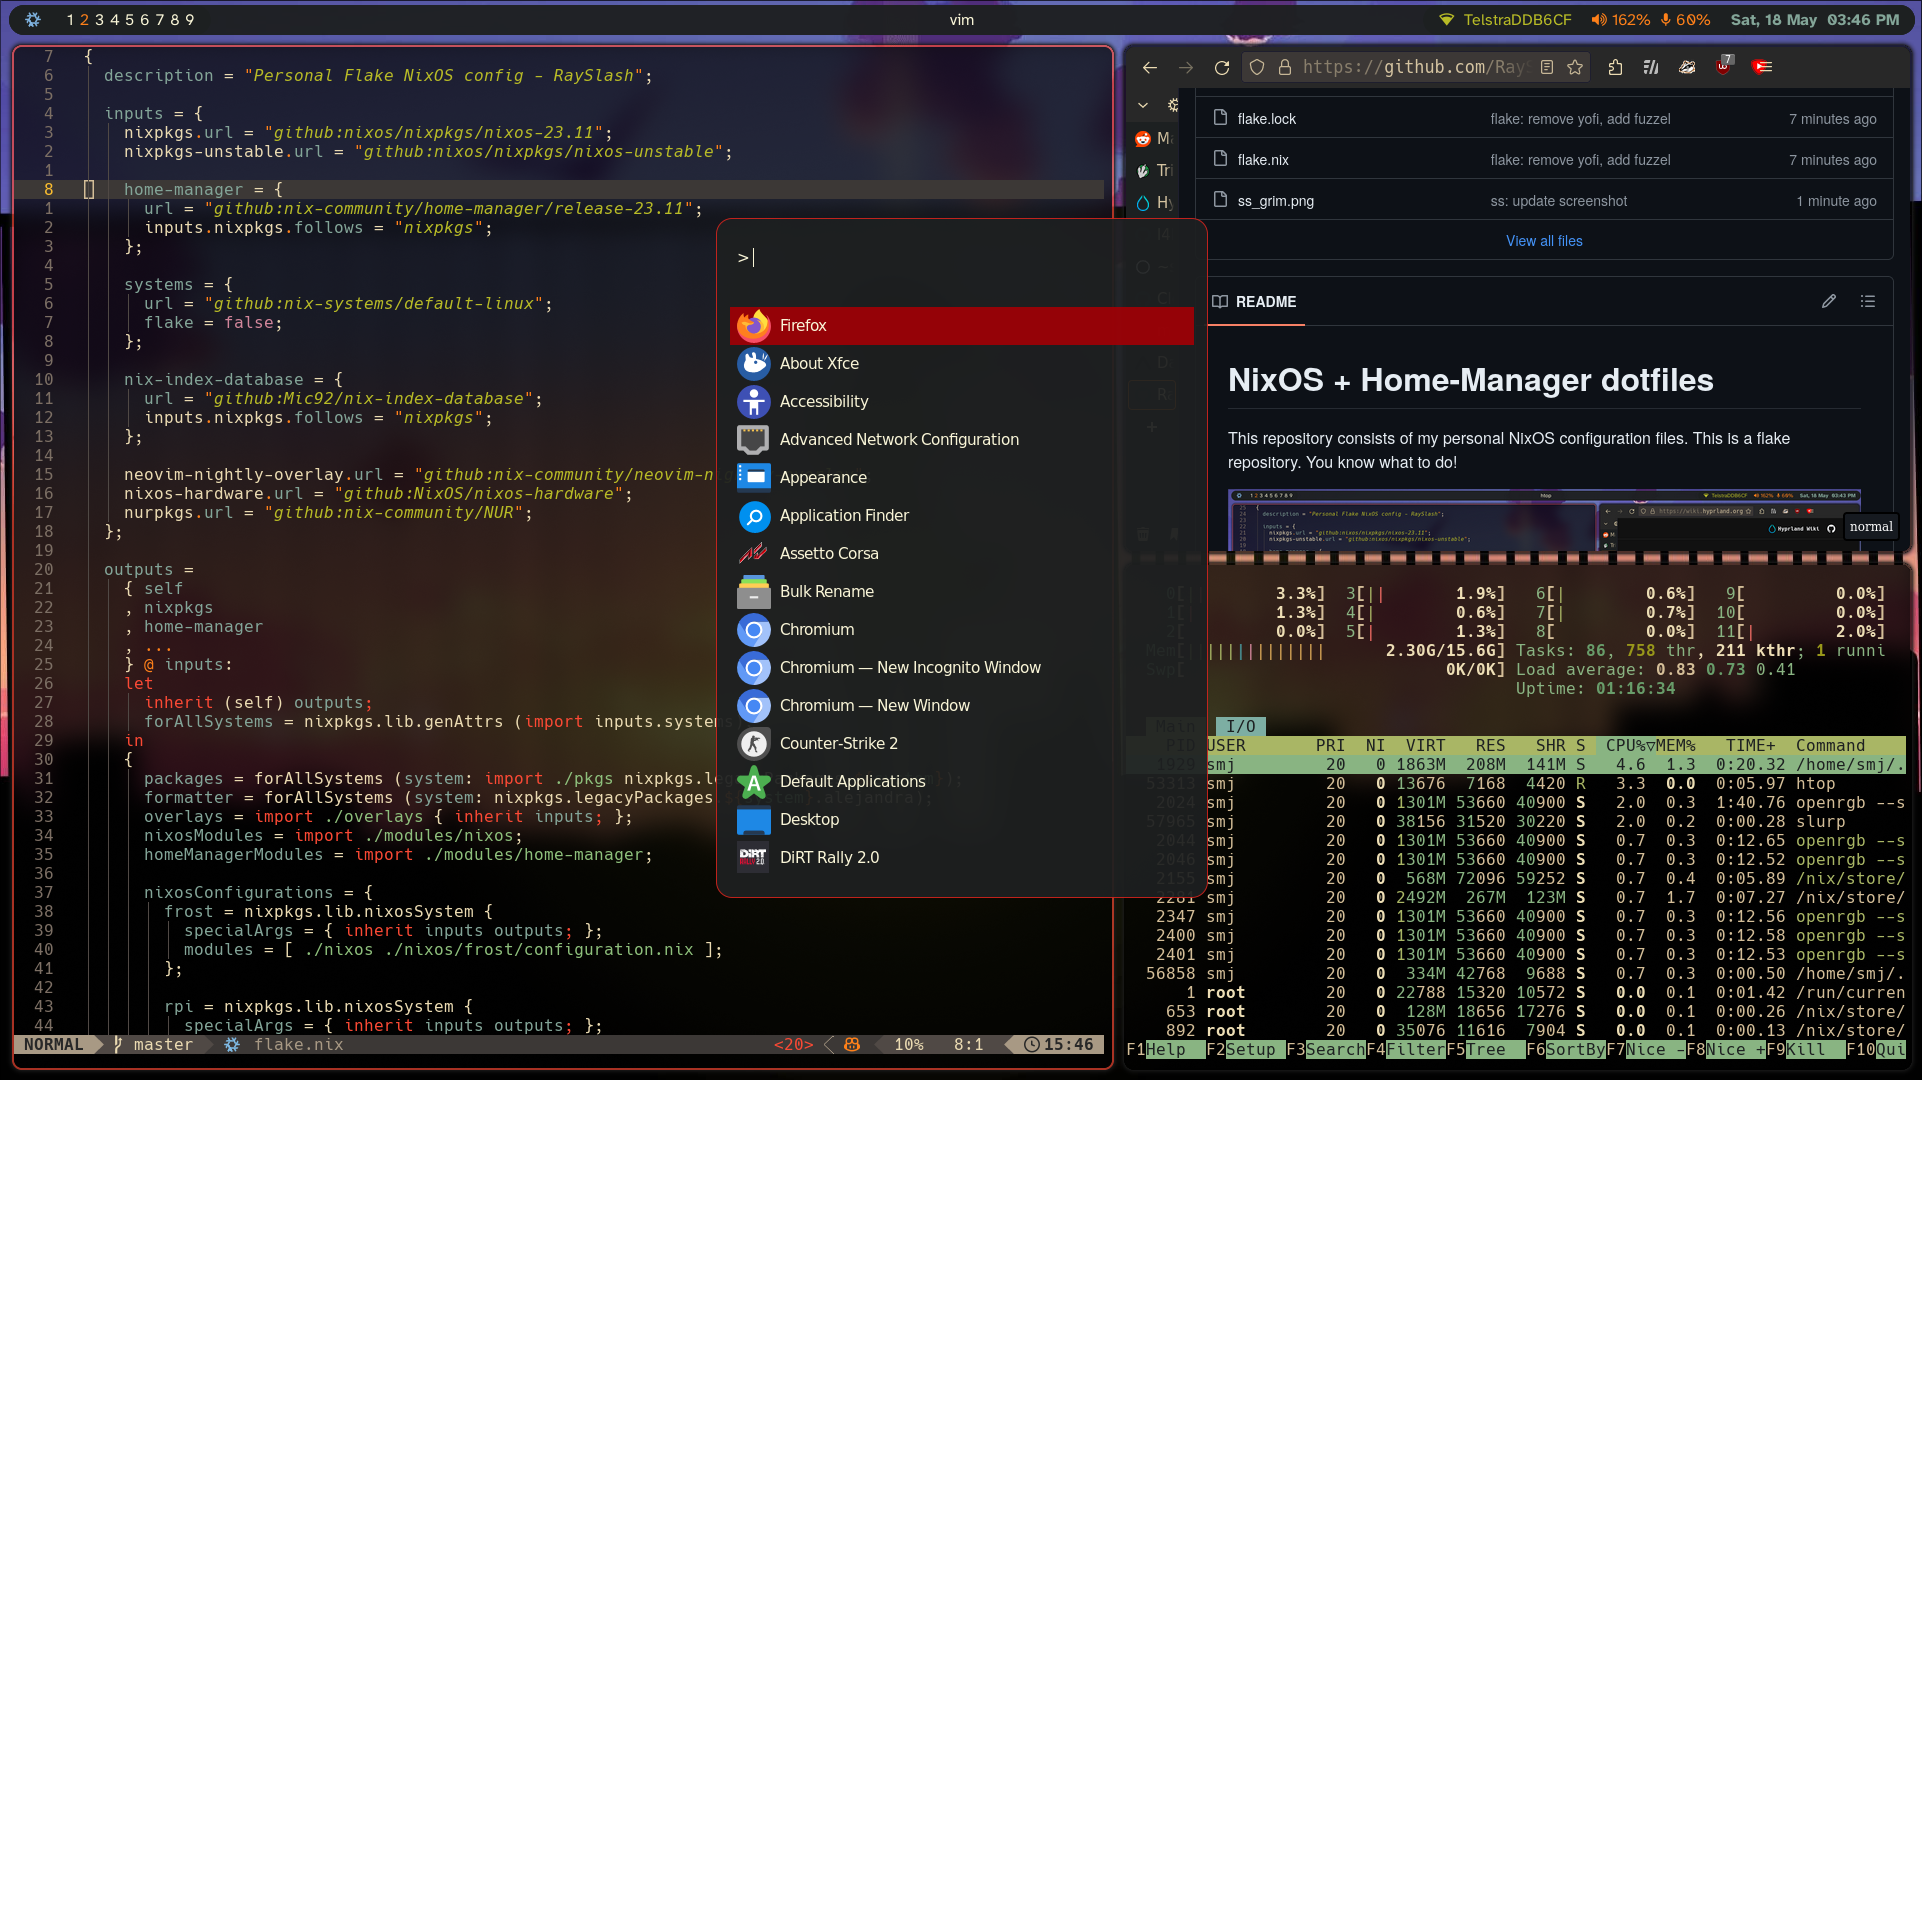 1 2 3 4 5 6 7 8 9
vim
TelstraDDB6CF 162% 60% Sat, 18 May 03:46 PM
7 {
6 description = "Personal Flake NixOS config - RaySlash";
5
4 inputs = {
3 nixpkgs.url = "github:nixos/nixpkgs/nixos-23.11";
2 nixpkgs-unstable.url = "github:nixos/nixpkgs/nixos-unstable";
1
8 home-manager = {
1 url = "github:nix-community/home-manager/release-23.11";
2 inputs.nixpkgs.follows = "nixpkgs";
3 };
4
5 systems = {
6 url = "github:nix-systems/default-linux";
7 flake = false;
8 };
9
10 nix-index-database = {
11 url = "github:Mic92/nix-index-database";
12 inputs.nixpkgs.follows = "nixpkgs";
13 };
14
15 neovim-nightly-overlay.url = "github:nix-community/neovim-n
16 nixos-hardware.url = "github:NixOS/nixos-hardware";
17 nurpkgs.url = "github:nix-community/NUR";
18 };
19
20 outputs =
21 { self
22 , nixpkgs
23 , home-manager
24 , ...
25 } @ inputs:
26 let
27 inherit (self) outputs;
28 forAllSystems = nixpkgs.lib.genAttrs (import inputs.systems
29 in
30 {
31 packages = forAllSystems (system: import ./pkgs nixpkgs.leg
32 formatter = forAllSystems (system: nixpkgs.legacyPackages.
33 overlays = import ./overlays { inherit inputs; };
34 nixosModules = import ./modules/nixos;
35 homeManagerModules = import ./modules/home-manager;
36
37 nixosConfigurations = {
38 frost = nixpkgs.lib.nixosSystem {
39 specialArgs = { inherit inputs outputs; };
40 modules = [ ./nixos ./nixos/frost/configuration.nix ];
41 };
42
43 rpi = nixpkgs.lib.nixosSystem {
44 specialArgs = { inherit inputs outputs; };
NORMAL master flake.nix <20> 10% 8:1 15:46
>
Firefox
About Xfce
Accessibility
Advanced Network Configuration
Appearance
Application Finder
Assetto Corsa
Bulk Rename
Chromium
Chromium — New Incognito Window
Chromium — New Window
Counter-Strike 2
Default Applications
Desktop
DiRT Rally 2.0
https://github.com/RayS
7
flake.lock flake: remove yofi, add fuzzel 7 minutes ago
flake.nix flake: remove yofi, add fuzzel 7 minutes ago
ss_grim.png ss: update screenshot 1 minute ago
View all files
README
NixOS + Home-Manager dotfiles
This repository consists of my personal NixOS configuration files. This is a flake
repository. You know what to do!
normal
0[ 3.3%] 3[|| 1.9%] 6[| 0.6%] 9[ 0.0%]
1[ 1.3%] 4[| 0.6%] 7[| 0.7%] 10[ 0.0%]
2[ 0.0%] 5[| 1.3%] 8[ 0.0%] 11[| 2.0%]
Mem[||||||||||||| 2.30G/15.6G] Tasks: 86, 758 thr, 211 kthr; 1 runni
Swp[ 0K/0K] Load average: 0.83 0.73 0.41
Uptime: 01:16:34
Main I/O
PID USER PRI NI VIRT RES SHR S CPU%▽MEM% TIME+ Command
1929 smj 20 0 1863M 208M 141M S 4.6 1.3 0:20.32 /home/smj/.
53313 smj 20 0 13676 7168 4420 R 3.3 0.0 0:05.97 htop
2024 smj 20 0 1301M 53660 40900 S 2.0 0.3 1:40.76 openrgb --s
57965 smj 20 0 38156 31520 30220 S 2.0 0.2 0:00.28 slurp
2044 smj 20 0 1301M 53660 40900 S 0.7 0.3 0:12.65 openrgb --s
2046 smj 20 0 1301M 53660 40900 S 0.7 0.3 0:12.52 openrgb --s
2155 smj 20 0 568M 72096 59252 S 0.7 0.4 0:05.89 /nix/store/
2281 smj 20 0 2492M 267M 123M S 0.7 1.7 0:07.27 /nix/store/
2347 smj 20 0 1301M 53660 40900 S 0.7 0.3 0:12.56 openrgb --s
2400 smj 20 0 1301M 53660 40900 S 0.7 0.3 0:12.58 openrgb --s
2401 smj 20 0 1301M 53660 40900 S 0.7 0.3 0:12.53 openrgb --s
56858 smj 20 0 334M 42768 9688 S 0.7 0.3 0:00.50 /home/smj/.
1 root 20 0 22788 15320 10572 S 0.0 0.1 0:01.42 /run/curren
653 root 20 0 128M 18656 17276 S 0.0 0.1 0:00.26 /nix/store/
892 root 20 0 35076 11616 7904 S 0.0 0.1 0:00.13 /nix/store/
F1Help F2Setup F3SearchF4FilterF5Tree F6SortByF7Nice -F8Nice +F9Kill F10Qui